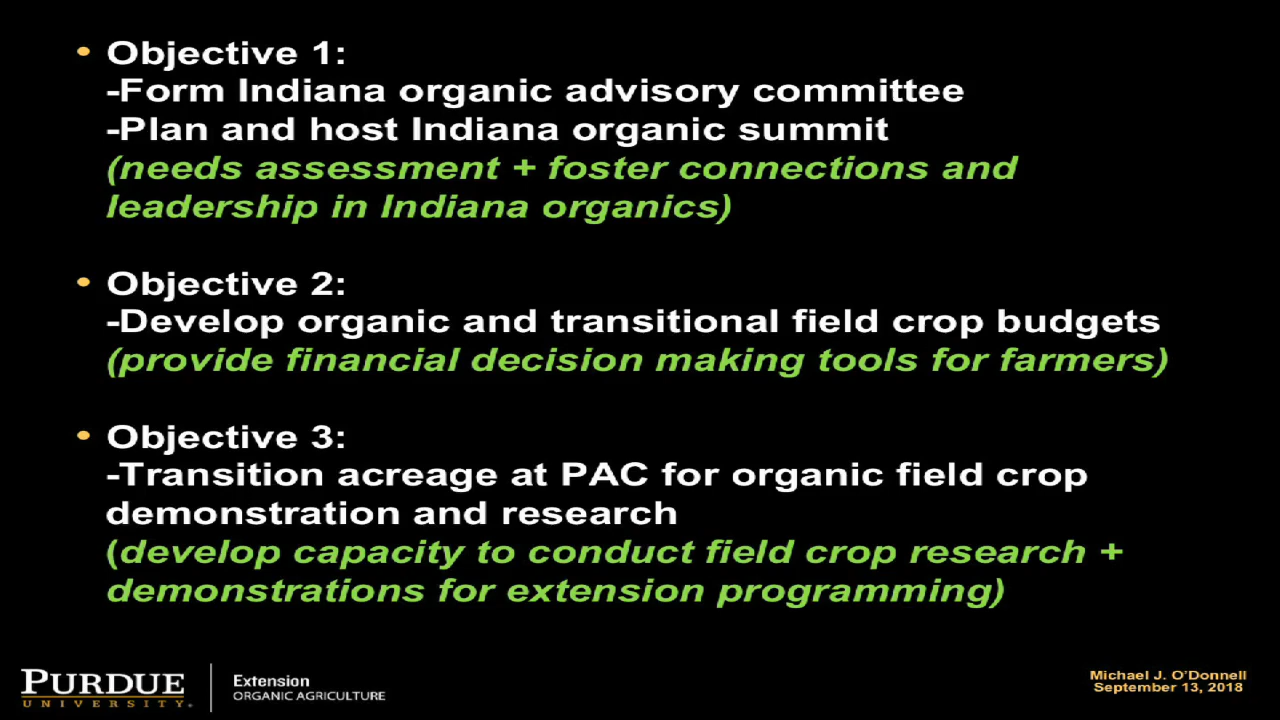 • Objective 1:
-Form Indiana organic advisory committee
-Plan and host Indiana organic summit
(needs assessment + foster connections and
leadership in Indiana organics)
• Objective 2:
-Develop organic and transitional field crop budgets
(provide financial decision making tools for farmers)
• Objective 3:
-Transition acreage at PAC for organic field crop
demonstration and research
(develop capacity to conduct field crop research +
demonstrations for extension programming)
PURDUE
UNIVERSITY.
Extension
ORGANIC AGRICULTURE
Michael J. O'Donnell
September 13, 2018